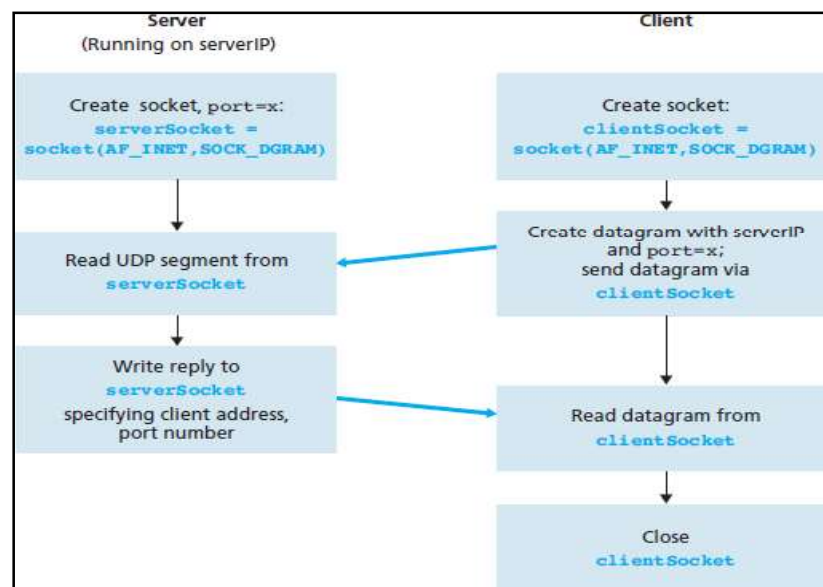 Server
(Running on serverIP)
Create socket, port=x:
serverSocket =
socket(AF_INET,SOCK_DGRAM)
Read UDP segment from
serverSocket
Write reply to
serverSocket
specifying client address,
port number
Client
Create socket:
clientSocket =
socket(AF_INET,SOCK_DGRAM)
Create datagram with serverIP
and port=x;
send datagram via
clientSocket
Read datagram from
clientSocket
Close
clientSocket